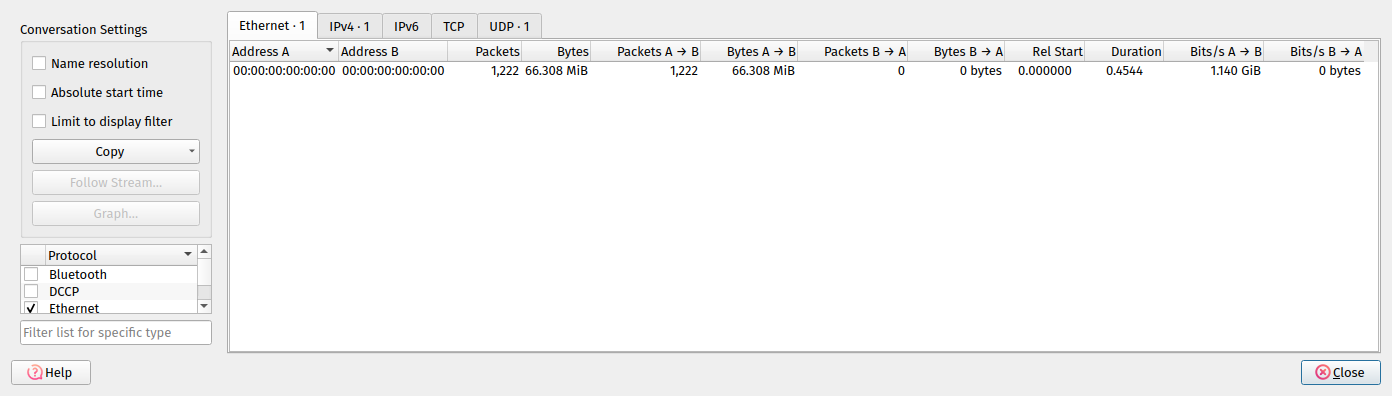 Conversation Settings
Name resolution
Absolute start time
Limit to display filter
Copy
Follow Stream...
Graph...
Protocol
Bluetooth
DCCP
Ethernet
Filter list for specific type
Help
Ethernet · 1 IPv4 · 1 IPv6 TCP UDP · 1
Address A Address B Packets Bytes Packets A → B Bytes A → B Packets B → A Bytes B → A Rel Start Duration Bits/s A → B Bits/s B → A
00:00:00:00:00:00 00:00:00:00:00:00 1,222 66.308 MiB 1,222 66.308 MiB 0 0 bytes 0.000000 0.4544 1.140 GiB 0 bytes
Close